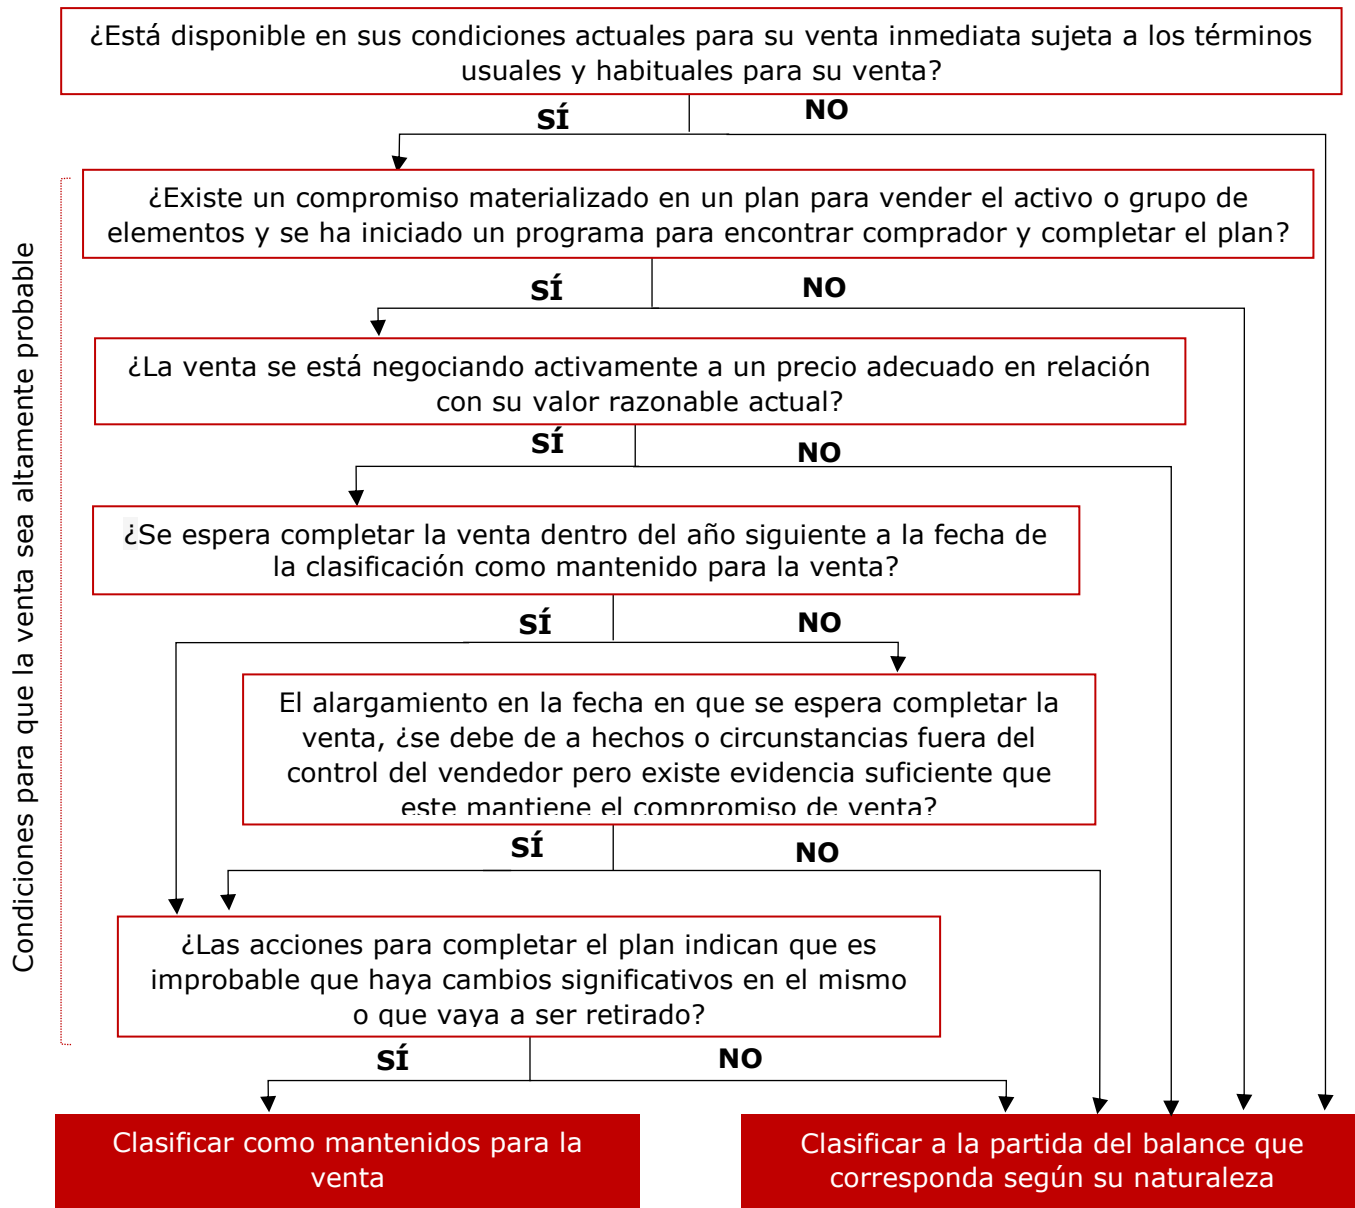 ¿Está disponible en sus condiciones actuales para su venta inmediata sujeta a los términos
usuales y habituales para su venta?
SÍ
NO
Condiciones para que la venta sea altamente probable
¿Existe un compromiso materializado en un plan para vender el activo o grupo de
elementos y se ha iniciado un programa para encontrar comprador y completar el plan?
SÍ
NO
¿La venta se está negociando activamente a un precio adecuado en relación
con su valor razonable actual?
SÍ
NO
¿Se espera completar la venta dentro del año siguiente a la fecha de
la clasificación como mantenido para la venta?
SÍ
NO
El alargamiento en la fecha en que se espera completar la
venta, ¿se debe de a hechos o circunstancias fuera del
control del vendedor pero existe evidencia suficiente que
este mantiene el compromiso de venta?
SÍ
NO
¿Las acciones para completar el plan indican que es
improbable que haya cambios significativos en el mismo
o que vaya a ser retirado?
SÍ
NO
Clasificar como mantenidos para la
venta
Clasificar a la partida del balance que
corresponda según su naturaleza